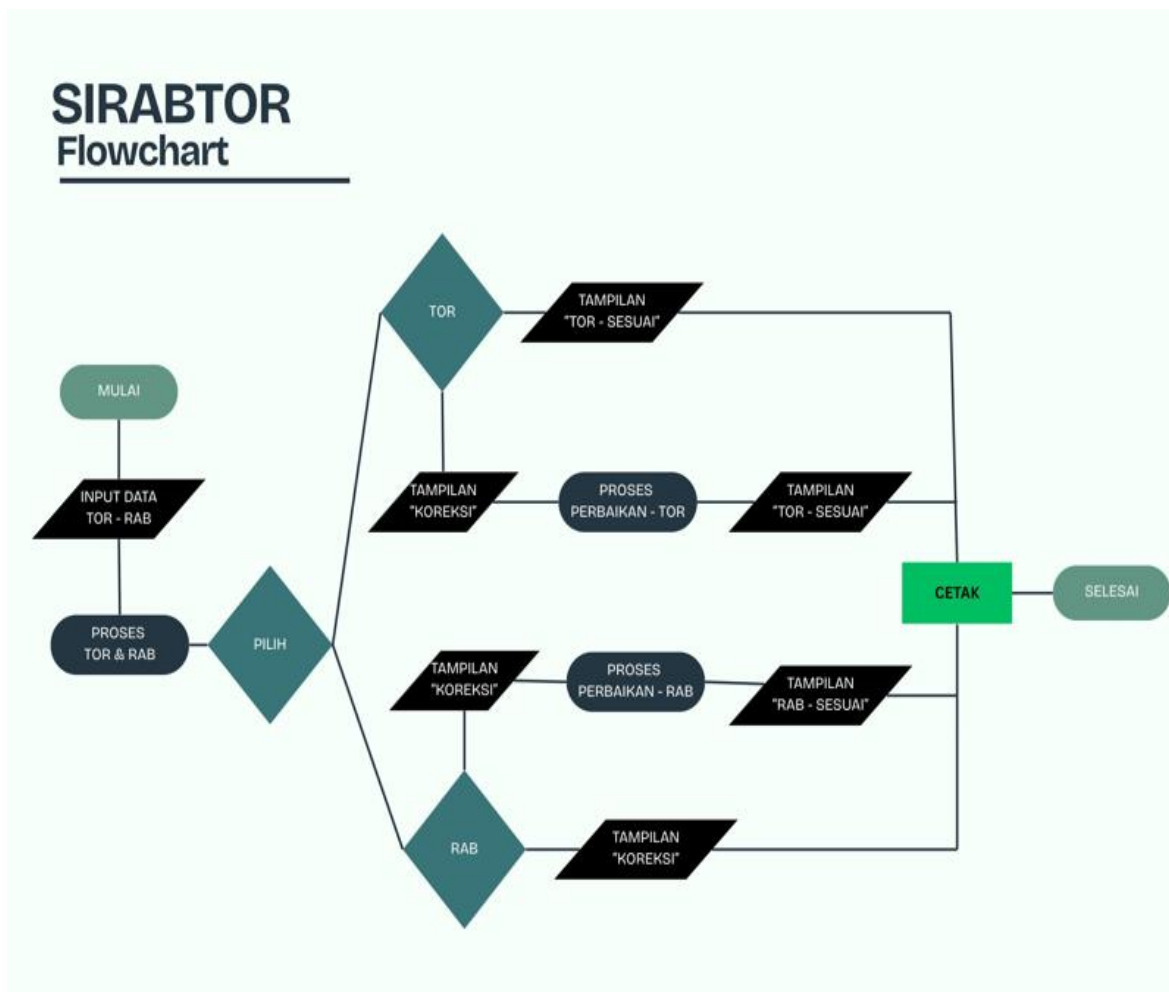 SIRABTOR
Flowchart
MULAI
INPUT DATA
TOR - RAB
PROSES
TOR & RAB
PILIH
TOR
TAMPILAN
"TOR - SESUAI"
TAMPILAN
"KOREKSI"
PROSES
PERBAIKAN - TOR
TAMPILAN
"TOR - SESUAI"
TAMPILAN
"KOREKSI"
PROSES
PERBAIKAN - RAB
TAMPILAN
"RAB - SESUAI"
RAB
TAMPILAN
"KOREKSI"
CETAK
SELESAI